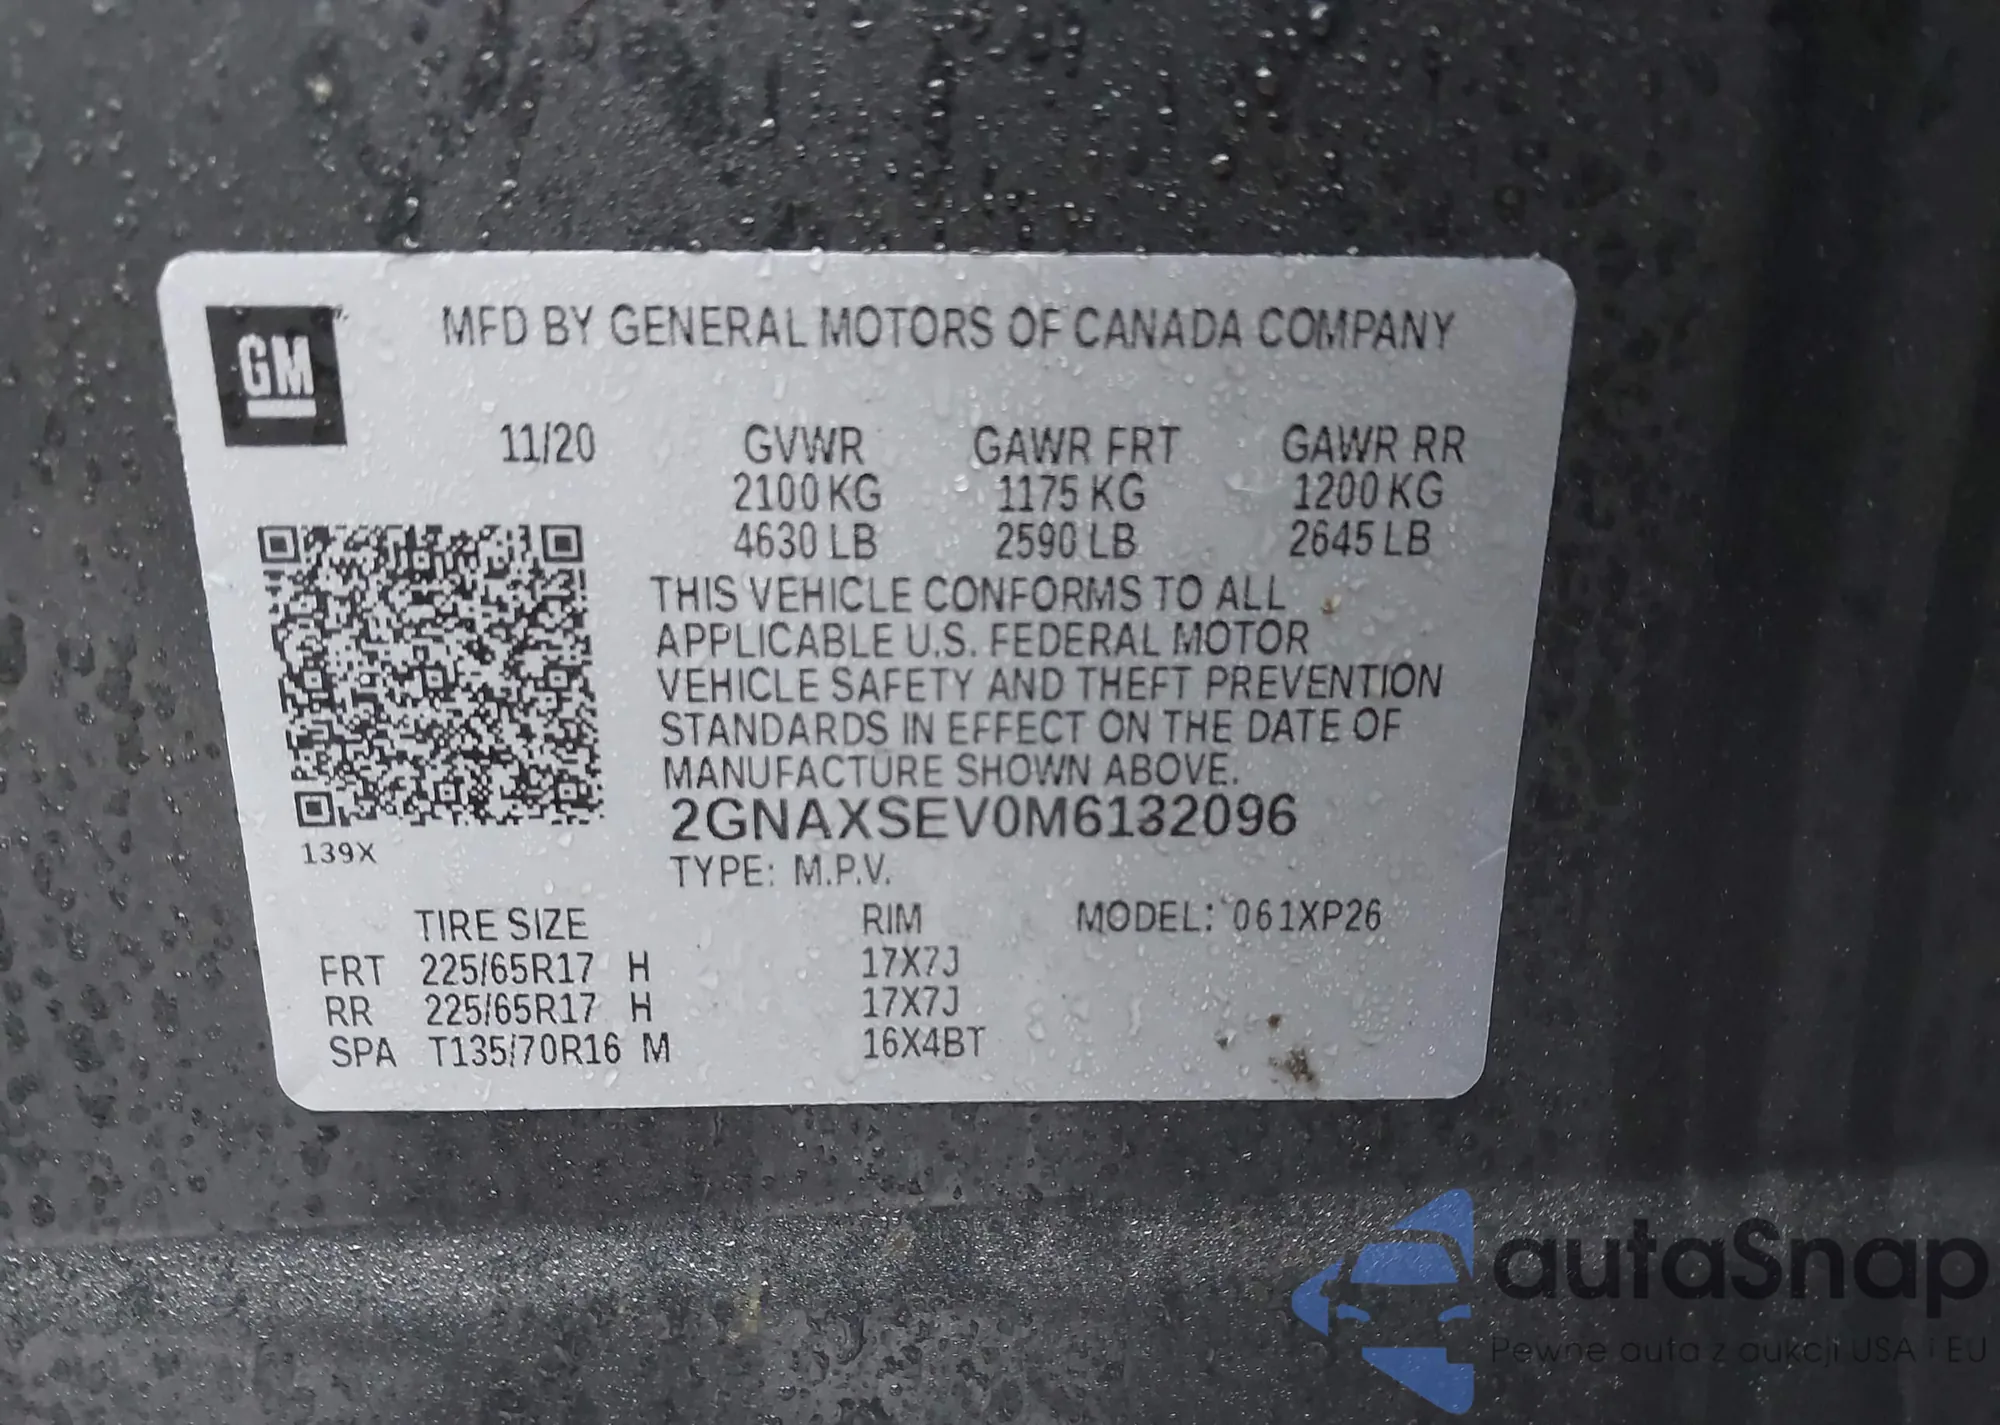 GM
MFD BY GENERAL MOTORS OF CANADA COMPANY
11/20 GVWR GAWR FRT GAWR RR
2100 KG 1175 KG 1200 KG
4630 LB 2590 LB 2645 LB
THIS VEHICLE CONFORMS TO ALL
APPLICABLE U.S. FEDERAL MOTOR
VEHICLE SAFETY AND THEFT PREVENTION
STANDARDS IN EFFECT ON THE DATE OF
MANUFACTURE SHOWN ABOVE.
2GNAXSEV0M6132096
139X
TYPE: M.P.V.
TIRE SIZE RIM MODEL: 061XP26
FRT 225/65R17 H 17X7J
RR 225/65R17 H 17X7J
SPA T135/70R16 M 16X4BT
autaSnap
Pewne auta z aukcji USA i EU